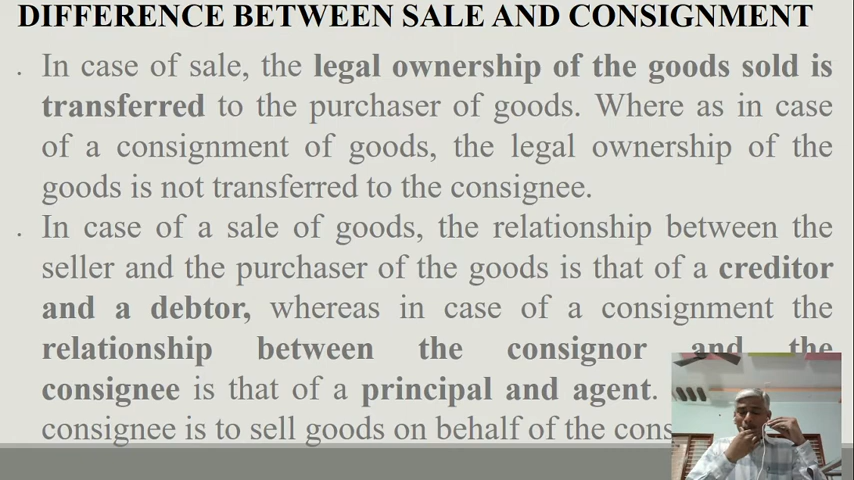 DIFFERENCE BETWEEN SALE AND CONSIGNMENT
. In case of sale, the legal ownership of the goods sold is
transferred to the purchaser of goods. Where as in case
of a consignment of goods, the legal ownership of the
goods is not transferred to the consignee.
. In case of a sale of goods, the relationship between the
seller and the purchaser of the goods is that of a creditor
and a debtor, whereas in case of a consignment the
relationship between the consignor and the
consignee is that of a principal and agent.
consignee is to sell goods on behalf of the